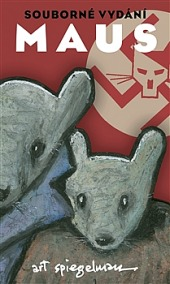 SOUBORNÉ VYDÁNÍ
MAUS
art spiegelman